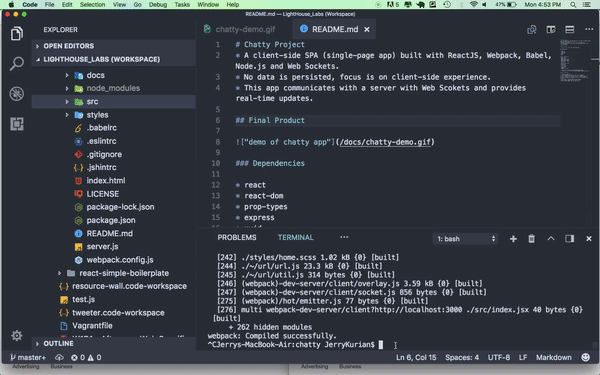 Code File Edit Selection View Go Debug Terminal Window Help
5
Mon 4:53 PM
README.md — LightHouse_Labs (Workspace)
EXPLORER
OPEN EDITORS
LIGHTHOUSE_LABS (WORKSPACE)
docs
node_modules
src
styles
.babelrc
.eslintrc
.gitignore
.jshintrc
index.html
LICENSE
package-lock.json
package.json
README.md
server.js
webpack.config.js
react-simple-boilerplate
resource-wall.code-workspace
test.js
tweeter.code-workspace
Vagrantfile
OUTLINE
chatty-demo.gif
README.md
1 # Chatty Project
2 * A client-side SPA (single-page app) built with ReactJS, Webpack, Babel,
Node.js and Web Sockets.
3 * No data is persisted, focus on client-side experience.
4 * This app communicates with a server with Web Scokets and provides
real-time updates.
5
6 ## Final Product
7
8 !["demo of chatty app"](/docs/chatty-demo.gif)
9
10 ### Dependencies
11
12 * react
13 * react-dom
14 * prop-types
15 * express
PROBLEMS TERMINAL ... 1: bash
[242] ./styles/home.scss 1.02 kB {0} [built]
[244] ./~/url/url.js 23.3 kB {0} [built]
[245] ./~/url/util.js 314 bytes {0} [built]
[246] (webpack)-dev-server/client/overlay.js 3.59 kB {0} [built]
[247] (webpack)-dev-server/client/socket.js 856 bytes {0} [built]
[275] (webpack)/hot/emitter.js 77 bytes {0} [built]
[276] multi webpack-dev-server/client?http://localhost:3000 ./src/index.jsx 40 bytes {0}
[built]
+ 262 hidden modules
webpack: Compiled successfully.
^CJerrys-MacBook-Air:chatty JerryKurian$
master+ 0 0 Ln 6, Col 15 Spaces: 4 UTF-8 LF Markdown
Advertising Business Advertising Business